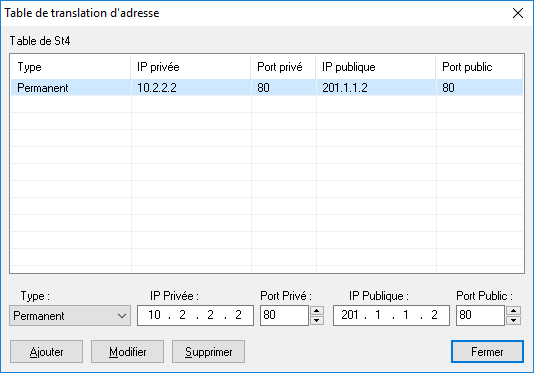 Table de translation d'adresse
Table de St4
Type IP privée Port privé IP publique Port public
Permanent 10.2.2.2 80 201.1.1.2 80
Type : IP Privée : Port Privé : IP Publique : Port Public :
Permanent 10 . 2 . 2 . 2 80 201 . 1 . 1 . 2 80
Ajouter Modifier Supprimer Fermer